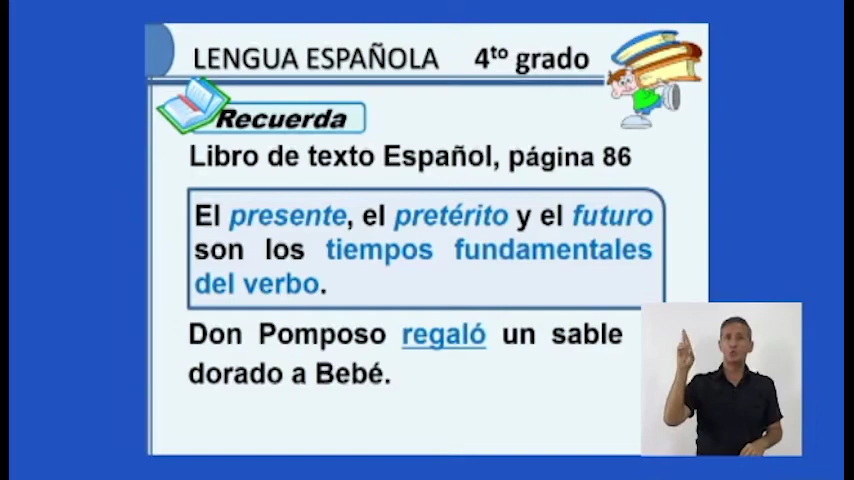 LENGUA ESPAÑOLA 4to grado
Recuerda
Libro de texto Español, página 86
El presente, el pretérito y el futuro
son los tiempos fundamentales
del verbo.
Don Pomposo regaló un sable
dorado a Bebé.